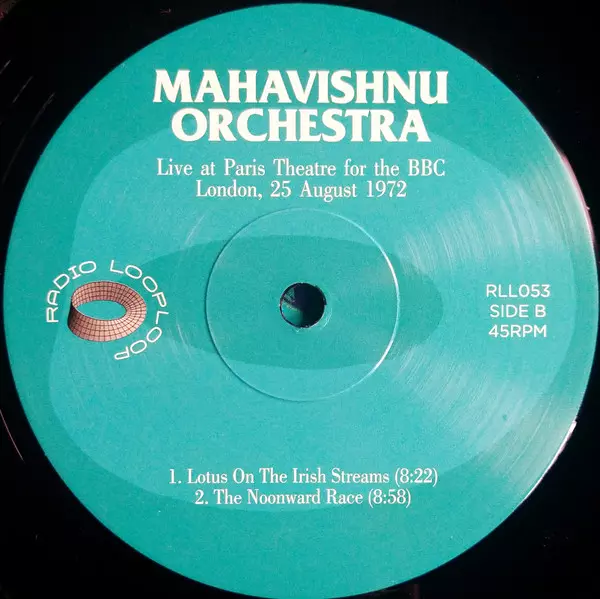 MAHAVISHNU
ORCHESTRA
Live at Paris Theatre for the BBC
London, 25 August 1972
RADIO LOOPLOOP
RLL053
SIDE B
45RPM
1. Lotus On The Irish Streams (8:22)
2. The Noonward Race (8:58)